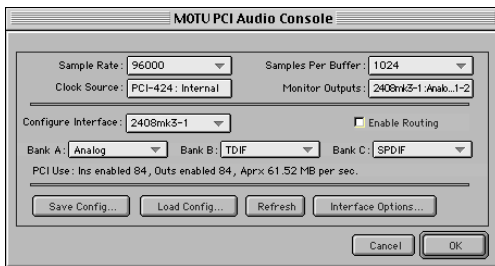 MOTU PCI Audio Console
Sample Rate: 96000 Samples Per Buffer: 1024
Clock Source: PCI-424: Internal Monitor Outputs: 2408mk3-1:Analo...1-2
Configure Interface: 2408mk3-1 Enable Routing
Bank A: Analog Bank B: TDIF Bank C: SPDIF
PCI Use: Ins enabled 84, Outs enabled 84, Aprx 61.52 MB per sec.
Save Config... Load Config... Refresh Interface Options...
Cancel OK